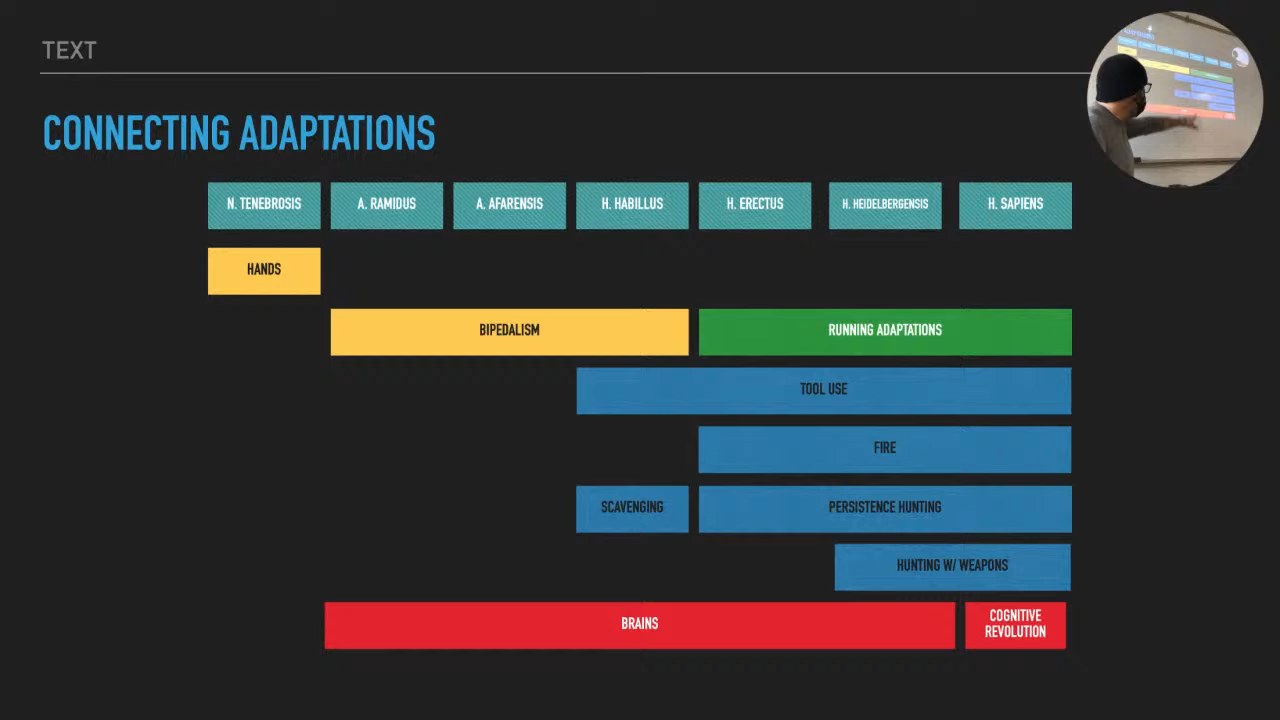 TEXT
CONNECTING ADAPTATIONS
N. TENEBROSIS
A. RAMIDUS
A. AFARENSIS
H. HABILLUS
H. ERECTUS
H. HEIDELBERGENSIS
H. SAPIENS
HANDS
BIPEDALISM
RUNNING ADAPTATIONS
TOOL USE
FIRE
SCAVENGING
PERSISTENCE HUNTING
HUNTING W/ WEAPONS
BRAINS
COGNITIVE
REVOLUTION